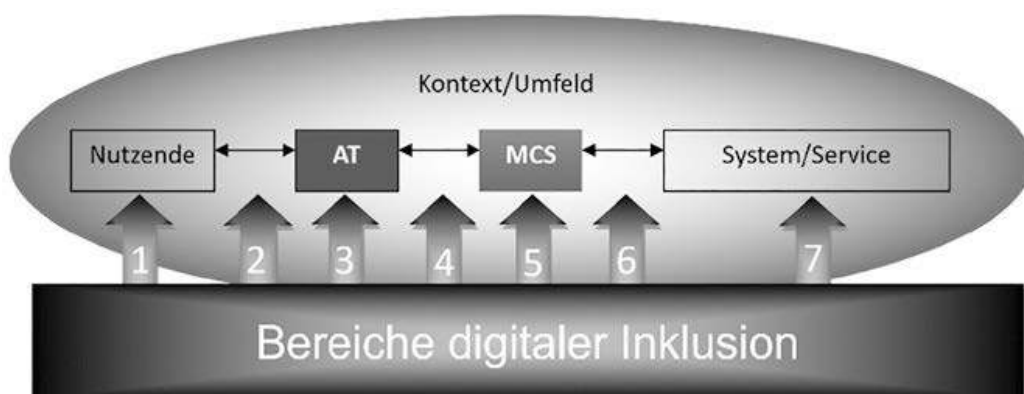 Kontext/Umfeld
Nutzende AT MCS System/Service
1 2 3 4 5 6 7
Bereiche digitaler Inklusion